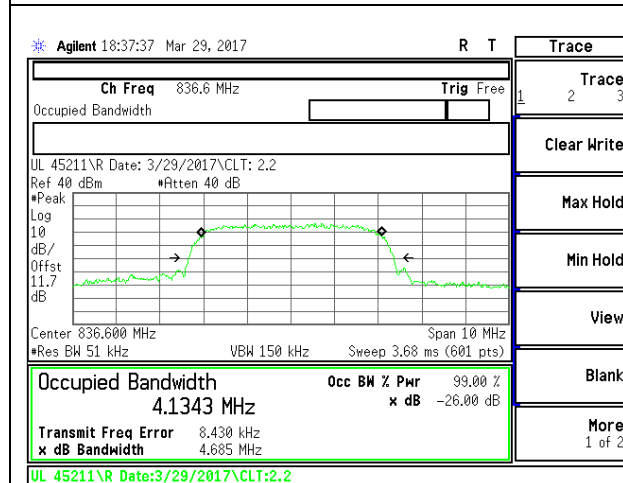 Agilent 18:37:37 Mar 29, 2017 R T Trace
Ch Freq 836.6 MHz Trig Free
Occupied Bandwidth
Trace
1 2 3
Clear Write
UL 45211\R Date: 3/29/2017\CLT: 2.2
Ref 40 dBm #Atten 40 dB
#Peak
Log
10
dB/
Offst
11.7
dB
Max Hold
Min Hold
View
Center 836.600 MHz Span 10 MHz
#Res BW 51 kHz VBW 150 kHz Sweep 3.68 ms (601 pts)
Occupied Bandwidth Occ BW % Pwr 99.00 %
4.1343 MHz x dB -26.00 dB
Transmit Freq Error 8.430 kHz
x dB Bandwidth 4.685 MHz
Blank
More
1 of 2
UL 45211\R Date:3/29/2017\CLT:2.2